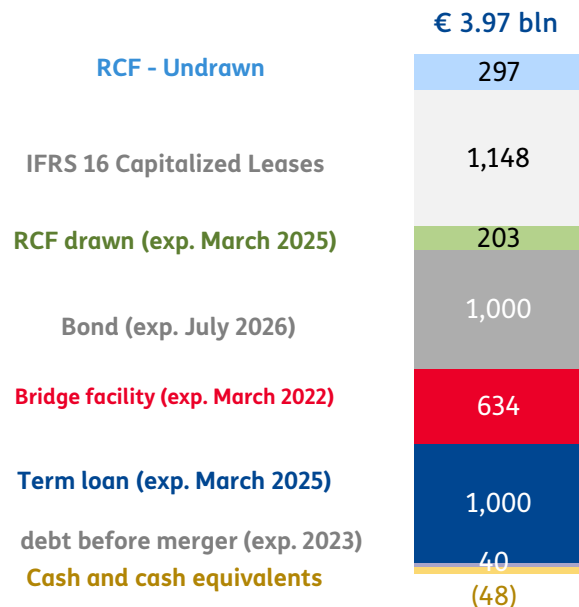 € 3.97 bln
RCF - Undrawn 297
IFRS 16 Capitalized Leases 1,148
RCF drawn (exp. March 2025) 203
Bond (exp. July 2026) 1,000
Bridge facility (exp. March 2022) 634
Term loan (exp. March 2025) 1,000
debt before merger (exp. 2023) 40
Cash and cash equivalents (48)